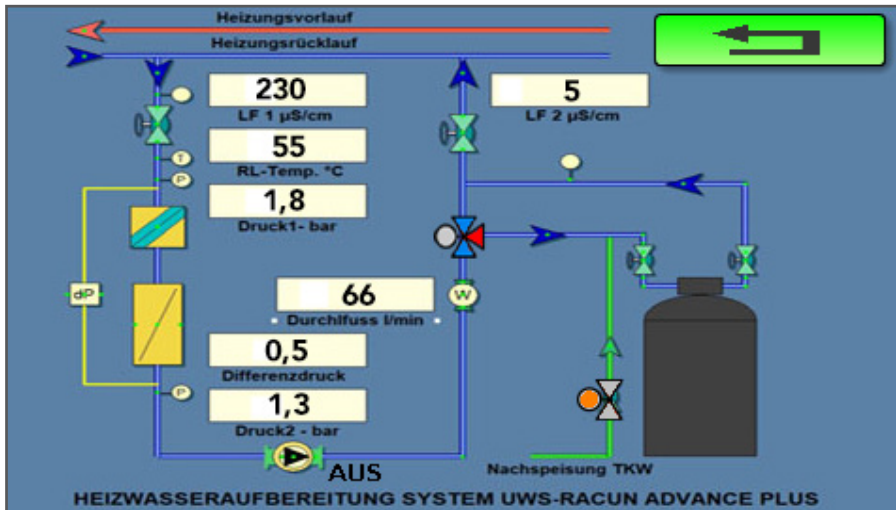 Heizungsvorlauf
Heizungsrücklauf
230
LF 1 µS/cm
5
LF 2 µS/cm
55
RL-Temp. °C
T
P
1,8
Druck1- bar
dP
66
Durchlfuss l/min
W
0,5
Differenzdruck
P
1,3
Druck2 - bar
AUS
Nachspeisung TKW
HEIZWASSERAUFBEREITUNG SYSTEM UWS-RACUN ADVANCE PLUS